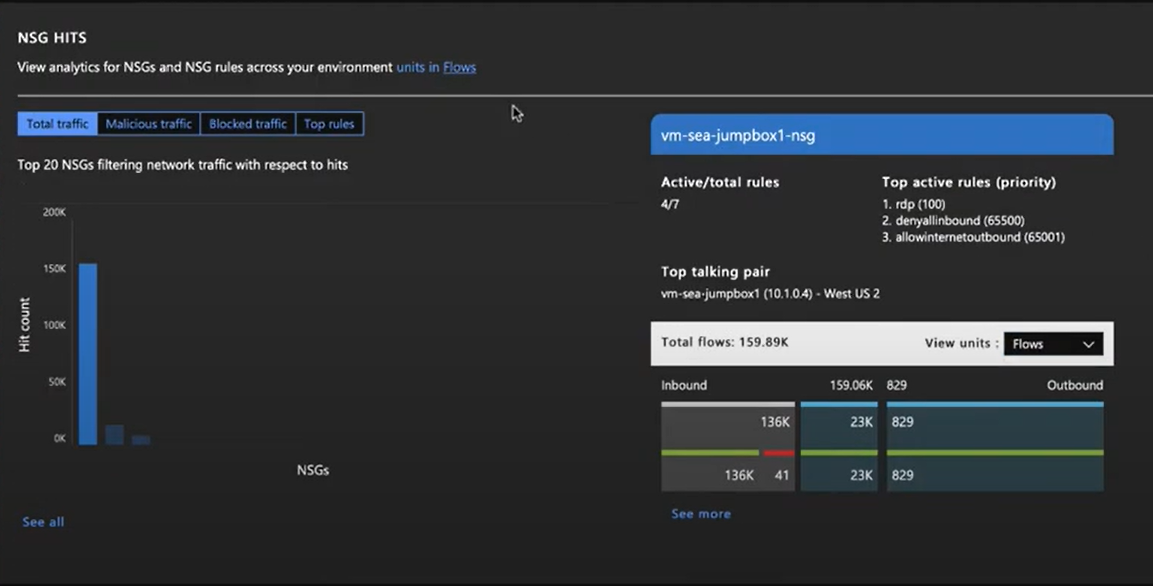 NSG HITS
View analytics for NSGs and NSG rules across your environment units in Flows
Total traffic Malicious traffic Blocked traffic Top rules
Top 20 NSGs filtering network traffic with respect to hits
200K
150K
100K
50K
0K
Hit count
NSGs
See all
vm-sea-jumpbox1-nsg
Active/total rules
4/7
Top active rules (priority)
1. rdp (100)
2. denyallinbound (65500)
3. allowinternetoutbound (65001)
Top talking pair
vm-sea-jumpbox1 (10.1.0.4) - West US 2
Total flows: 159.89K View units : Flows
Inbound 159.06K 829 Outbound
136K 23K 829
136K 41 23K 829
See more